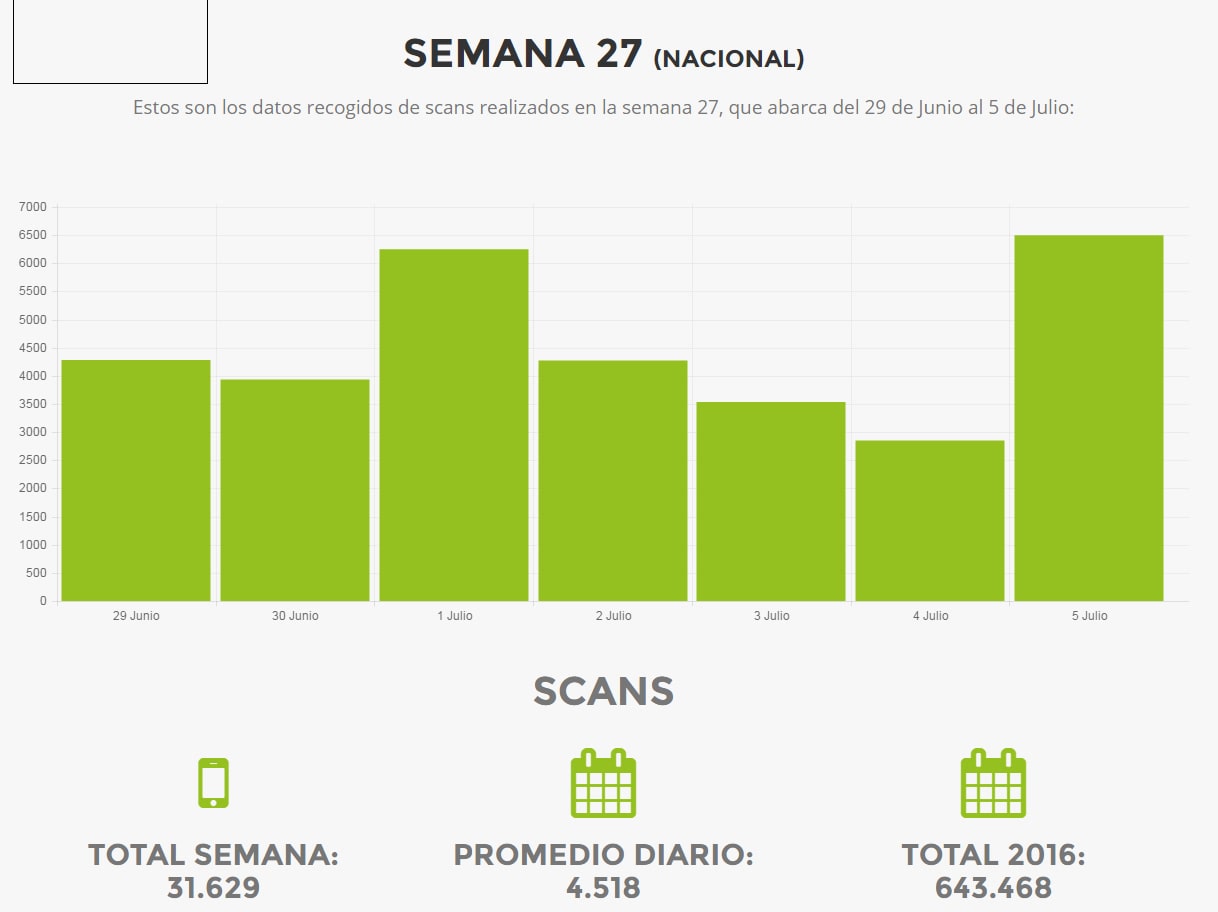 SEMANA 27 (NACIONAL)
Estos son los datos recogidos de scans realizados en la semana 27, que abarca del 29 de Junio al 5 de Julio:
7000
6500
6000
5500
5000
4500
4000
3500
3000
2500
2000
1500
1000
500
0
29 Junio 30 Junio 1 Julio 2 Julio 3 Julio 4 Julio 5 Julio
SCANS
TOTAL SEMANA: PROMEDIO DIARIO: TOTAL 2016:
31.629 4.518 643.468